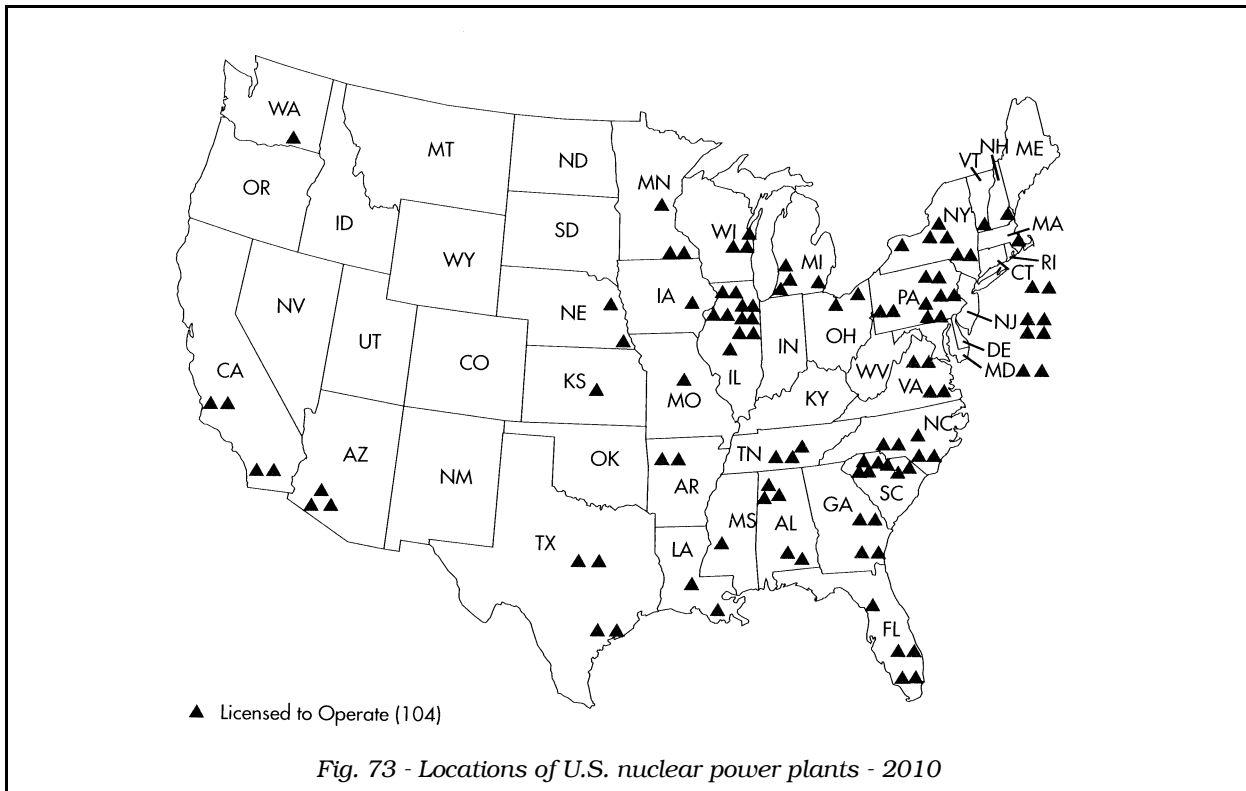 WA
MT
ND
MN
VT
NH
ME
OR
ID
SD
WI
MI
NY
MA
WY
RI
CT
NV
NE
IA
PA
NJ
UT
CO
IL
IN
OH
DE
CA
KS
MO
WV
VA
MD
KY
AZ
NM
OK
TN
NC
AR
SC
TX
LA
MS
AL
GA
FL
Licensed to Operate (104)
Fig. 73 - Locations of U.S. nuclear power plants - 2010